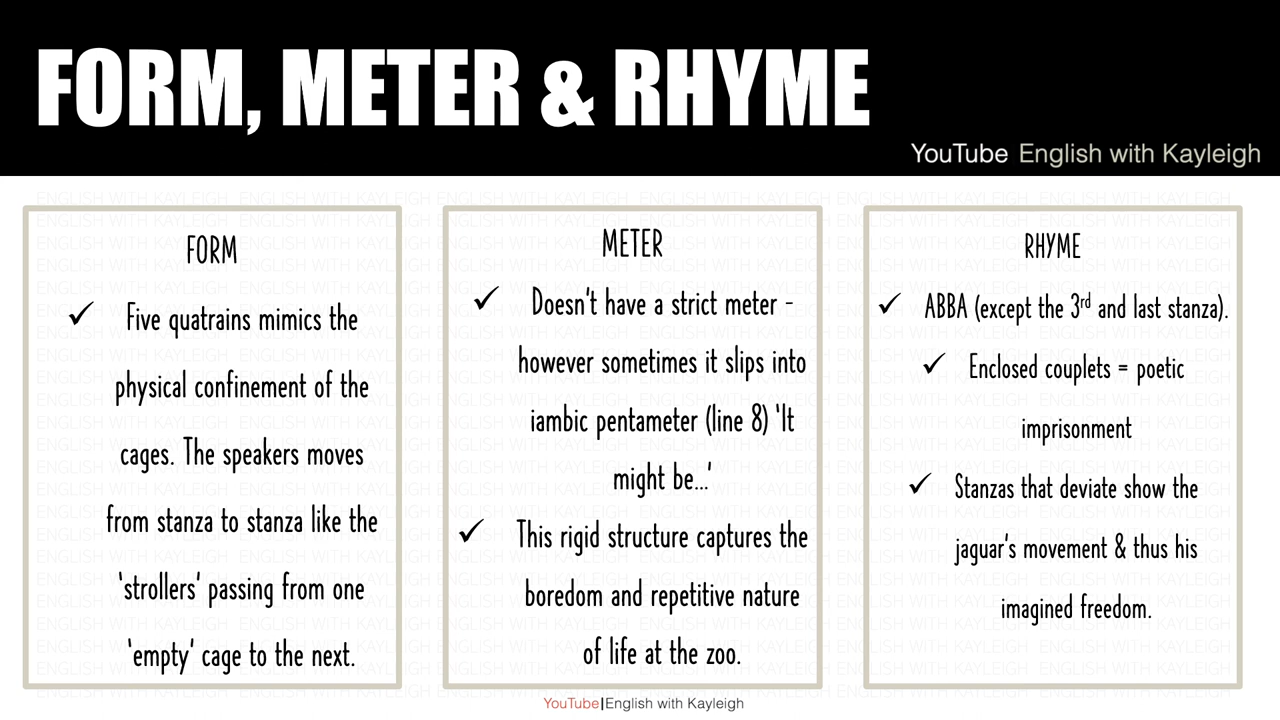 FORM, METER & RHYME
YouTube English with Kayleigh
FORM
✓ Five quatrains mimics the
physical confinement of the
cages. The speakers moves
from stanza to stanza like the
‘strollers’ passing from one
‘empty’ cage to the next.
METER
✓ Doesn't have a strict meter -
however sometimes it slips into
iambic pentameter (line 8) 'It
might be...'
✓ This rigid structure captures the
boredom and repetitive nature
of life at the zoo.
RHYME
✓ ABBA (except the 3rd and last stanza).
✓ Enclosed couplets = poetic
imprisonment
✓ Stanzas that deviate show the
jaguar's movement & thus his
imagined freedom.
YouTube|English with Kayleigh